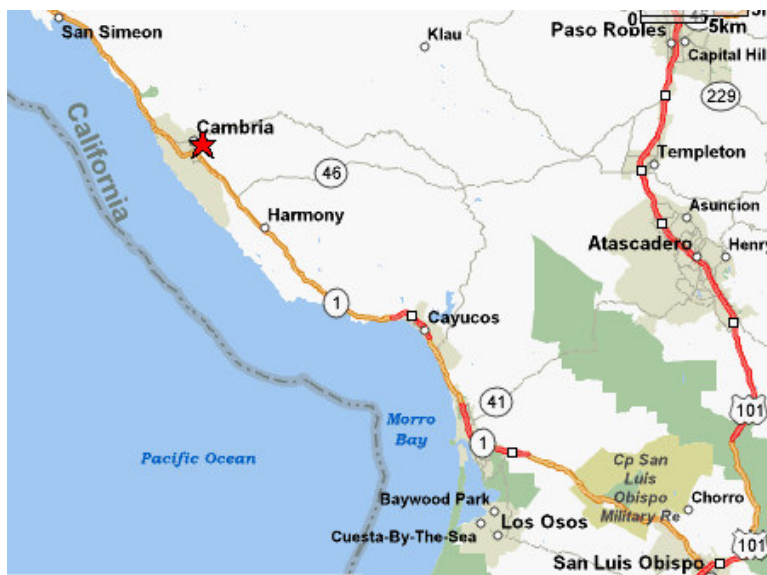 San Simeon
Klau
Paso Robles
0
5km
Capital Hil
229
California
Cambria
46
Templeton
Harmony
Asuncion
Atascadero
Henry
1
Cayucos
41
101
Morro
Bay
1
Pacific Ocean
Cp San
Luis
Obispo
Military Re
Baywood Park
Chorro
Los Osos
Cuesta-By-The-Sea
101
San Luis Obispo